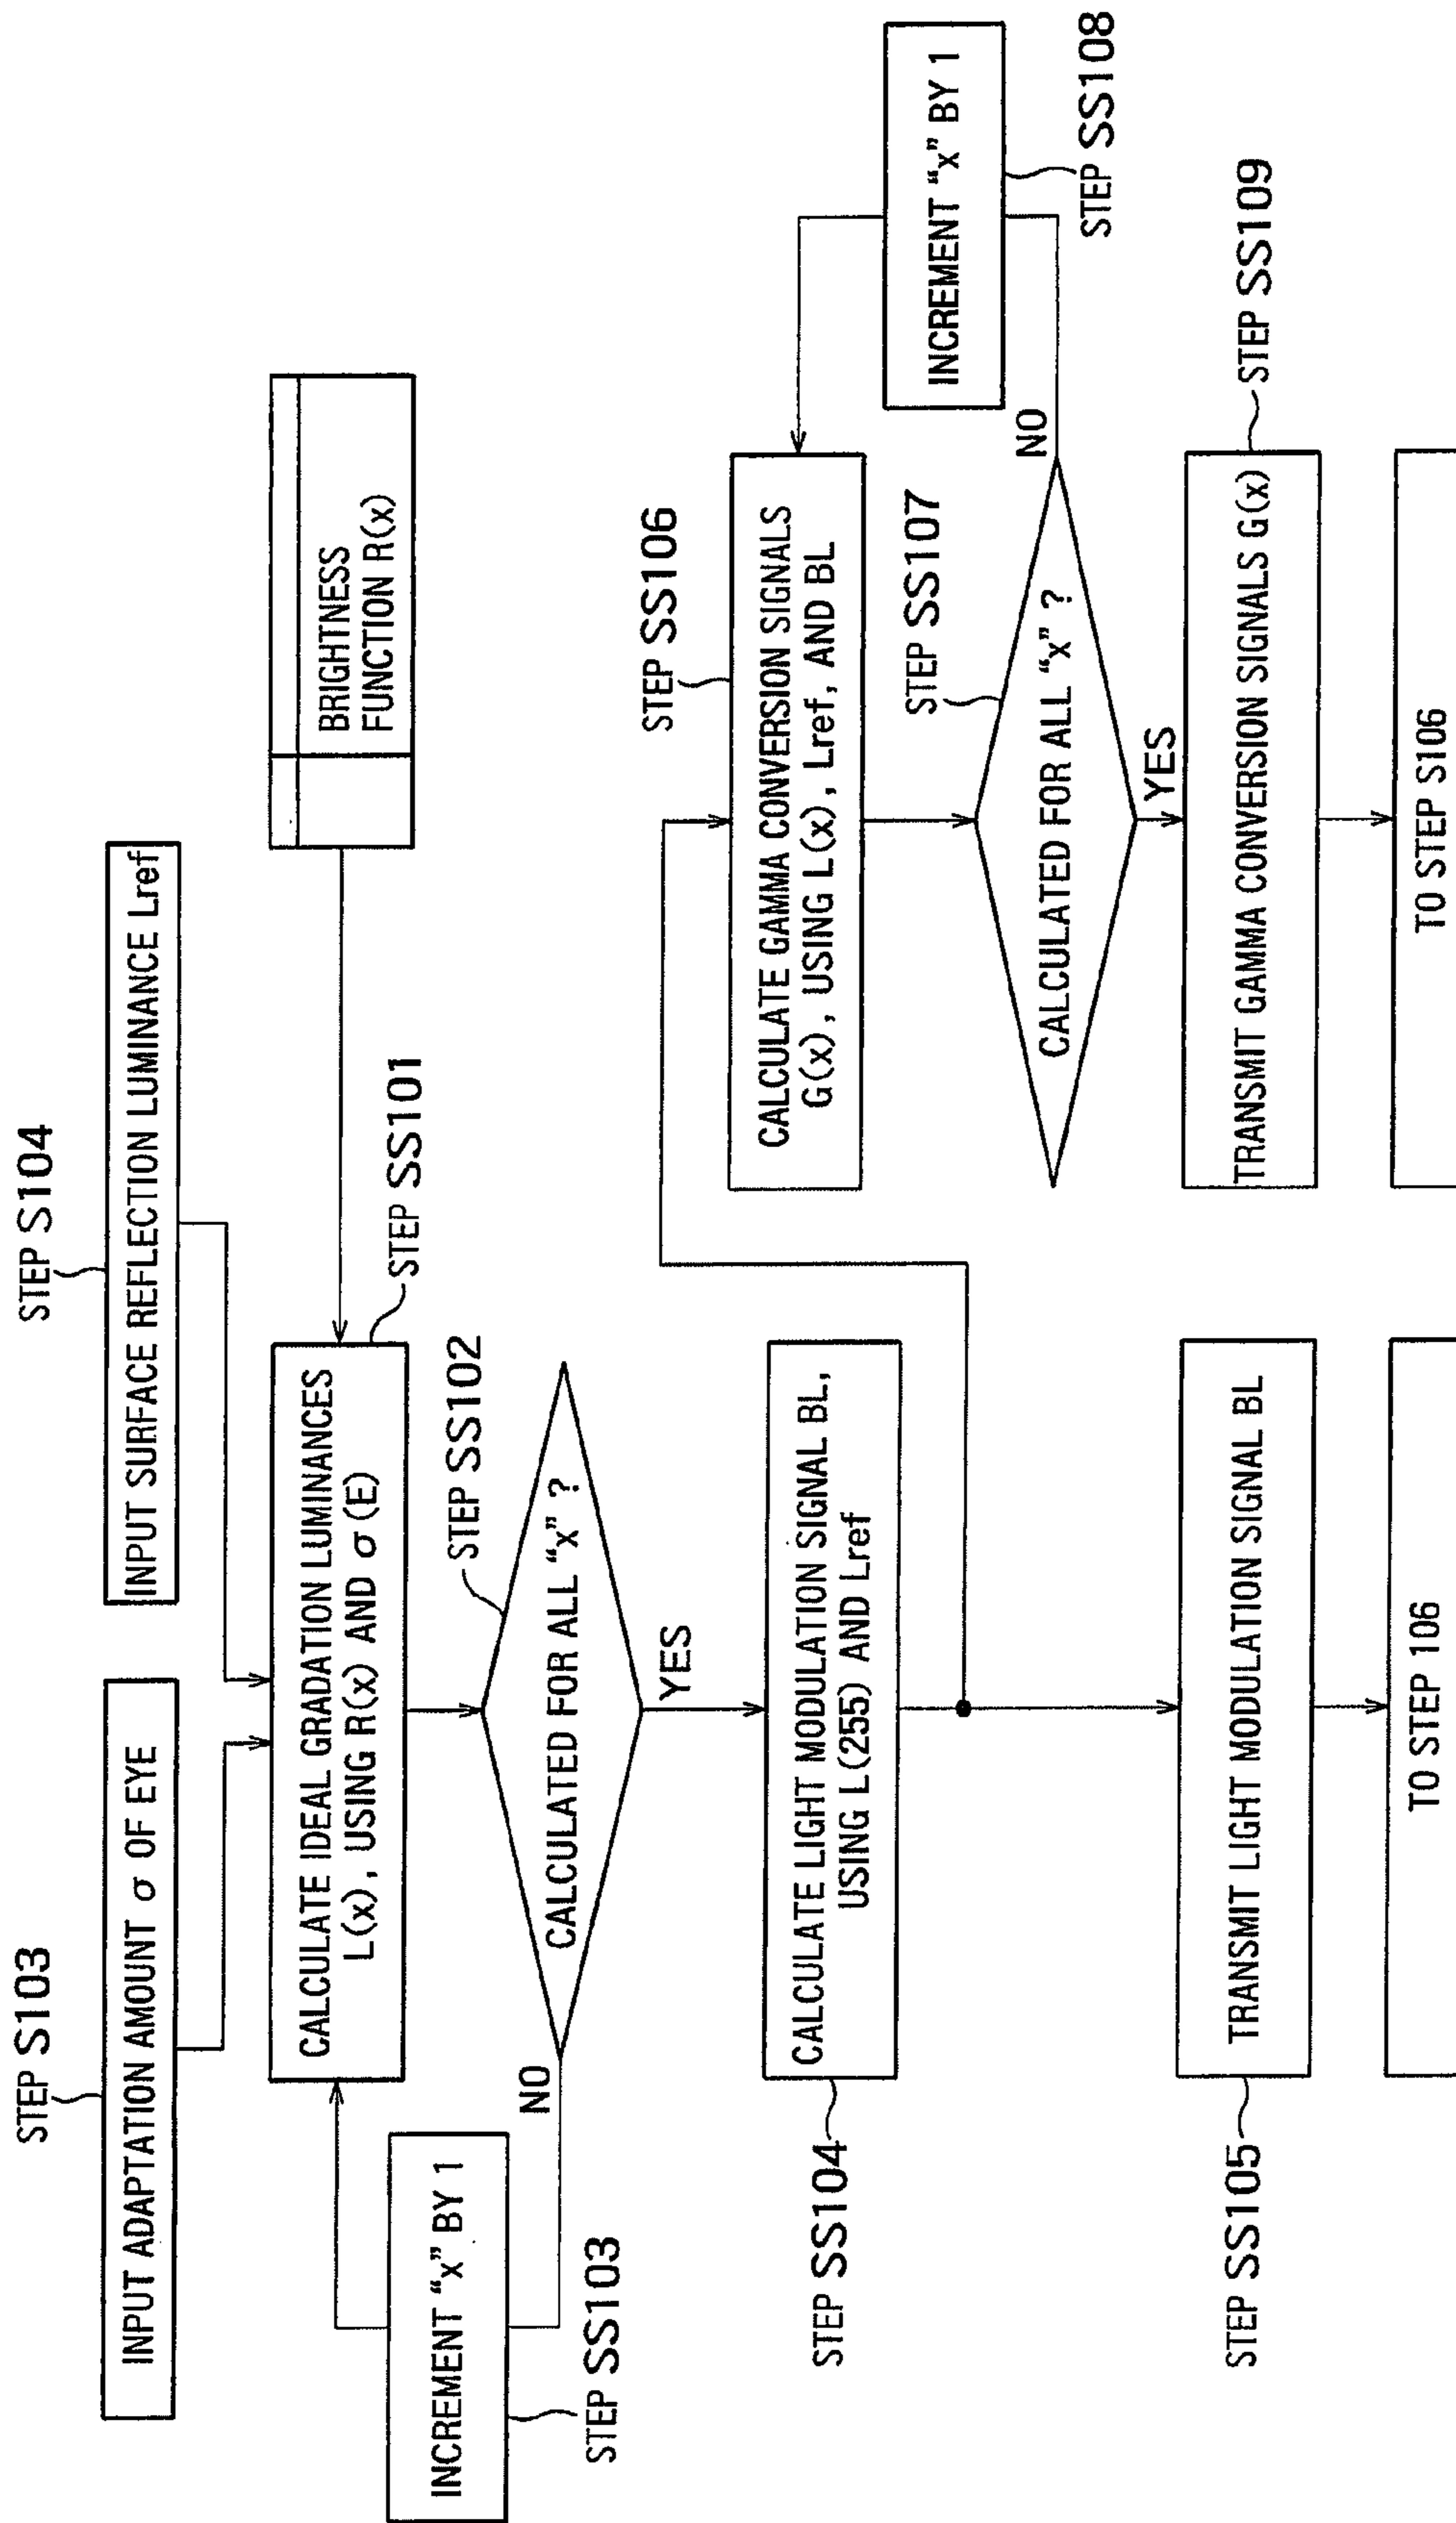 STEP S103
INPUT ADAPTATION AMOUNT σ OF EYE
STEP S104
INPUT SURFACE REFLECTION LUMINANCE Lref
BRIGHTNESS
FUNCTION R(x)
CALCULATE IDEAL GRADATION LUMINANCES
L(x), USING R(x) AND σ(E)
STEP SS101
INCREMENT “x” BY 1
STEP SS103
NO
CALCULATED FOR ALL “x” ?
STEP SS102
YES
CALCULATE LIGHT MODULATION SIGNAL BL,
USING L(255) AND Lref
STEP SS104
TRANSMIT LIGHT MODULATION SIGNAL BL
STEP SS105
TO STEP 106
STEP SS106
CALCULATE GAMMA CONVERSION SIGNALS
G(x), USING L(x), Lref, AND BL
STEP SS107
CALCULATED FOR ALL “x” ?
NO
INCREMENT “x” BY 1
STEP SS108
YES
TRANSMIT GAMMA CONVERSION SIGNALS G(x)
STEP SS109
TO STEP S106